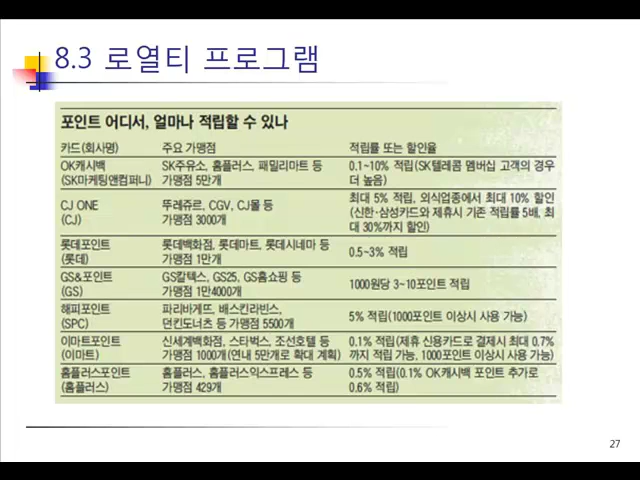 8.3 로열티 프로그램
포인트 어디서, 얼마나 적립할 수 있나
카드(회사명) 주요 가맹점 적립률 또는 할인율
OK캐시백 SK주유소, 홈플러스, 패밀리마트 등 0.1~10% 적립(SK텔레콤 멤버십 고객의 경우
(SK마케팅앤컴퍼니) 가맹점 5만개 더 높음)
CJ ONE 뚜레쥬르, CGV, CJ몰 등 최대 5% 적립, 외식업종에서 최대 10% 할인
(CJ) 가맹점 3000개 (신한·삼성카드와 제휴시 기존 적립률 5배, 최
대 30%까지 할인)
롯데포인트 롯데백화점, 롯데마트, 롯데시네마 등 0.5~3% 적립
(롯데) 가맹점 1만개
GS&포인트 GS칼텍스, GS25, GS홈쇼핑 등 1000원당 3~10포인트 적립
(GS) 가맹점 1만4000개
해피포인트 파리바게뜨, 배스킨라빈스, 5% 적립(1000포인트 이상시 사용 가능)
(SPC) 던킨도너츠 등 가맹점 5500개
이마트포인트 신세계백화점, 스타벅스, 조선호텔 등 0.1% 적립(제휴 신용카드로 결제시 최대 0.7%
(이마트) 가맹점 1000개(연내 5만개로 확대 계획) 까지 적립 가능, 1000포인트 이상시 사용 가능)
홈플러스포인트 홈플러스, 홈플러스익스프레스 등 0.5% 적립(0.1% OK캐시백 포인트 추가로
(홈플러스) 가맹점 429개 0.6% 적립)
27